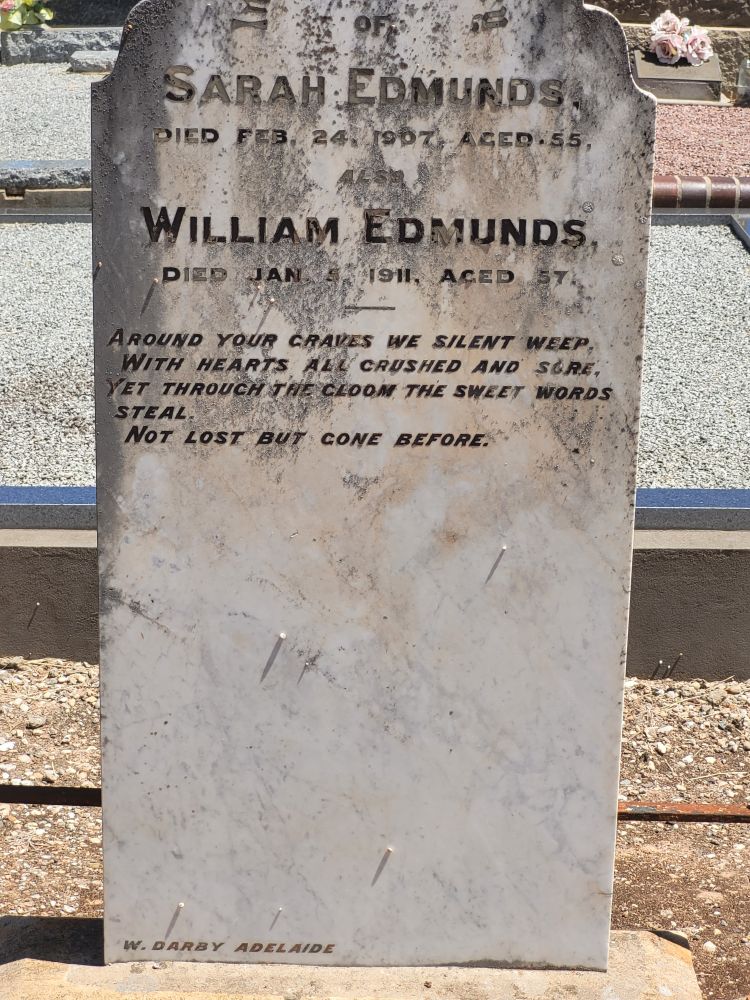 OF
SARAH EDMUNDS,
DIED FEB. 24, 1907, AGED 55.
ALSO
WILLIAM EDMUNDS,
DIED JAN. 5, 1911, AGED 57.
AROUND YOUR GRAVES WE SILENT WEEP,
WITH HEARTS ALL CRUSHED AND SORE,
YET THROUGH THE GLOOM THE SWEET WORDS
STEAL.
NOT LOST BUT GONE BEFORE.
W. DARBY ADELAIDE